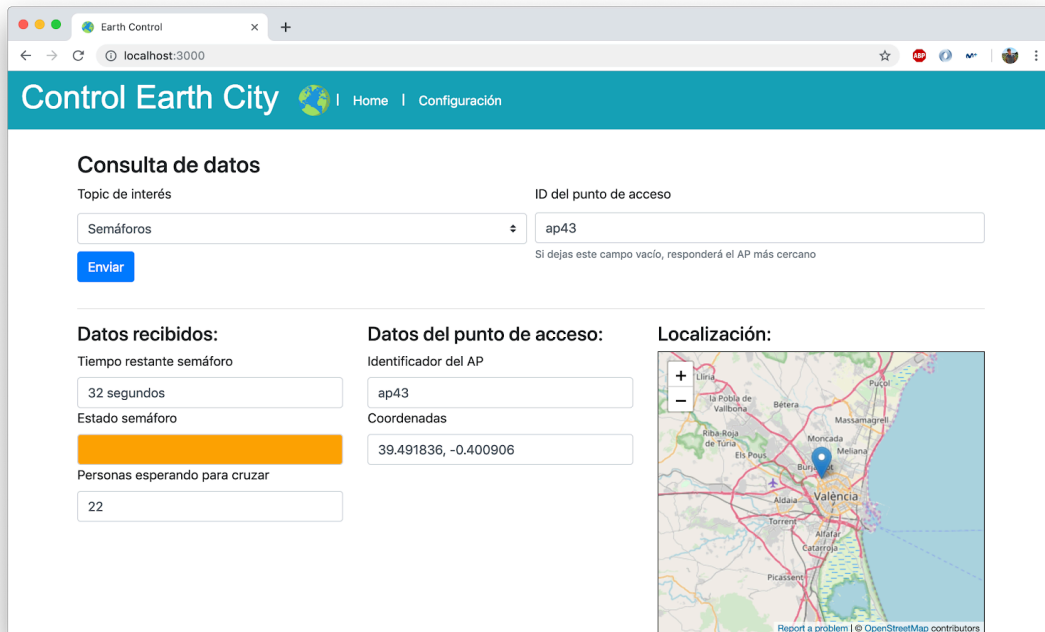 Earth Control
localhost:3000
ABP
Control Earth City | Home | Configuración
Consulta de datos
Topic de interés
Semáforos
Enviar
ID del punto de acceso
ap43
Si dejas este campo vacío, responderá el AP más cercano
Datos recibidos:
Tiempo restante semáforo
32 segundos
Estado semáforo
Personas esperando para cruzar
22
Datos del punto de acceso:
Identificador del AP
ap43
Coordenadas
39.491836, -0.400906
Localización:
+
−
Llíria
Puçol
la Pobla de
Vallbona
Bétera
Massamagrell
Riba-Roja
de Túria
Moncada
Meliana
Els Pous
Aldaia
València
Torrent
Alfafar
Catarroja
Picassent
Report a problem | © OpenStreetMap contributors